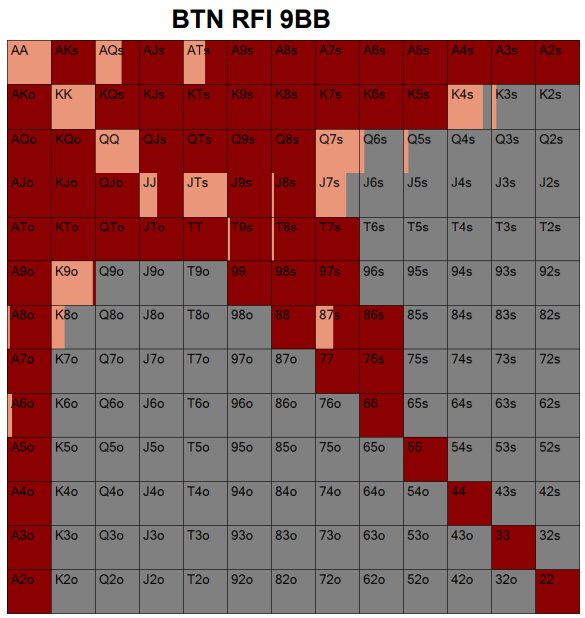 BTN RFI 9BB
AA AKs AQs AJs ATs A9s A8s A7s A6s A5s A4s A3s A2s
AKo KK KQs KJs KTs K9s K8s K7s K6s K5s K4s K3s K2s
AQo KQo QQ QJs QTs Q9s Q8s Q7s Q6s Q5s Q4s Q3s Q2s
AJo KJo QJo JJ JTs J9s J8s J7s J6s J5s J4s J3s J2s
ATo KTo QTo JTo TT T9s T8s T7s T6s T5s T4s T3s T2s
A9o K9o Q9o J9o T9o 99 98s 97s 96s 95s 94s 93s 92s
A8o K8o Q8o J8o T8o 98o 88 87s 86s 85s 84s 83s 82s
A7o K7o Q7o J7o T7o 97o 87o 77 76s 75s 74s 73s 72s
A6o K6o Q6o J6o T6o 96o 86o 76o 66 65s 64s 63s 62s
A5o K5o Q5o J5o T5o 95o 85o 75o 65o 55 54s 53s 52s
A4o K4o Q4o J4o T4o 94o 84o 74o 64o 54o 44 43s 42s
A3o K3o Q3o J3o T3o 93o 83o 73o 63o 53o 43o 33 32s
A2o K2o Q2o J2o T2o 92o 82o 72o 62o 52o 42o 32o 22